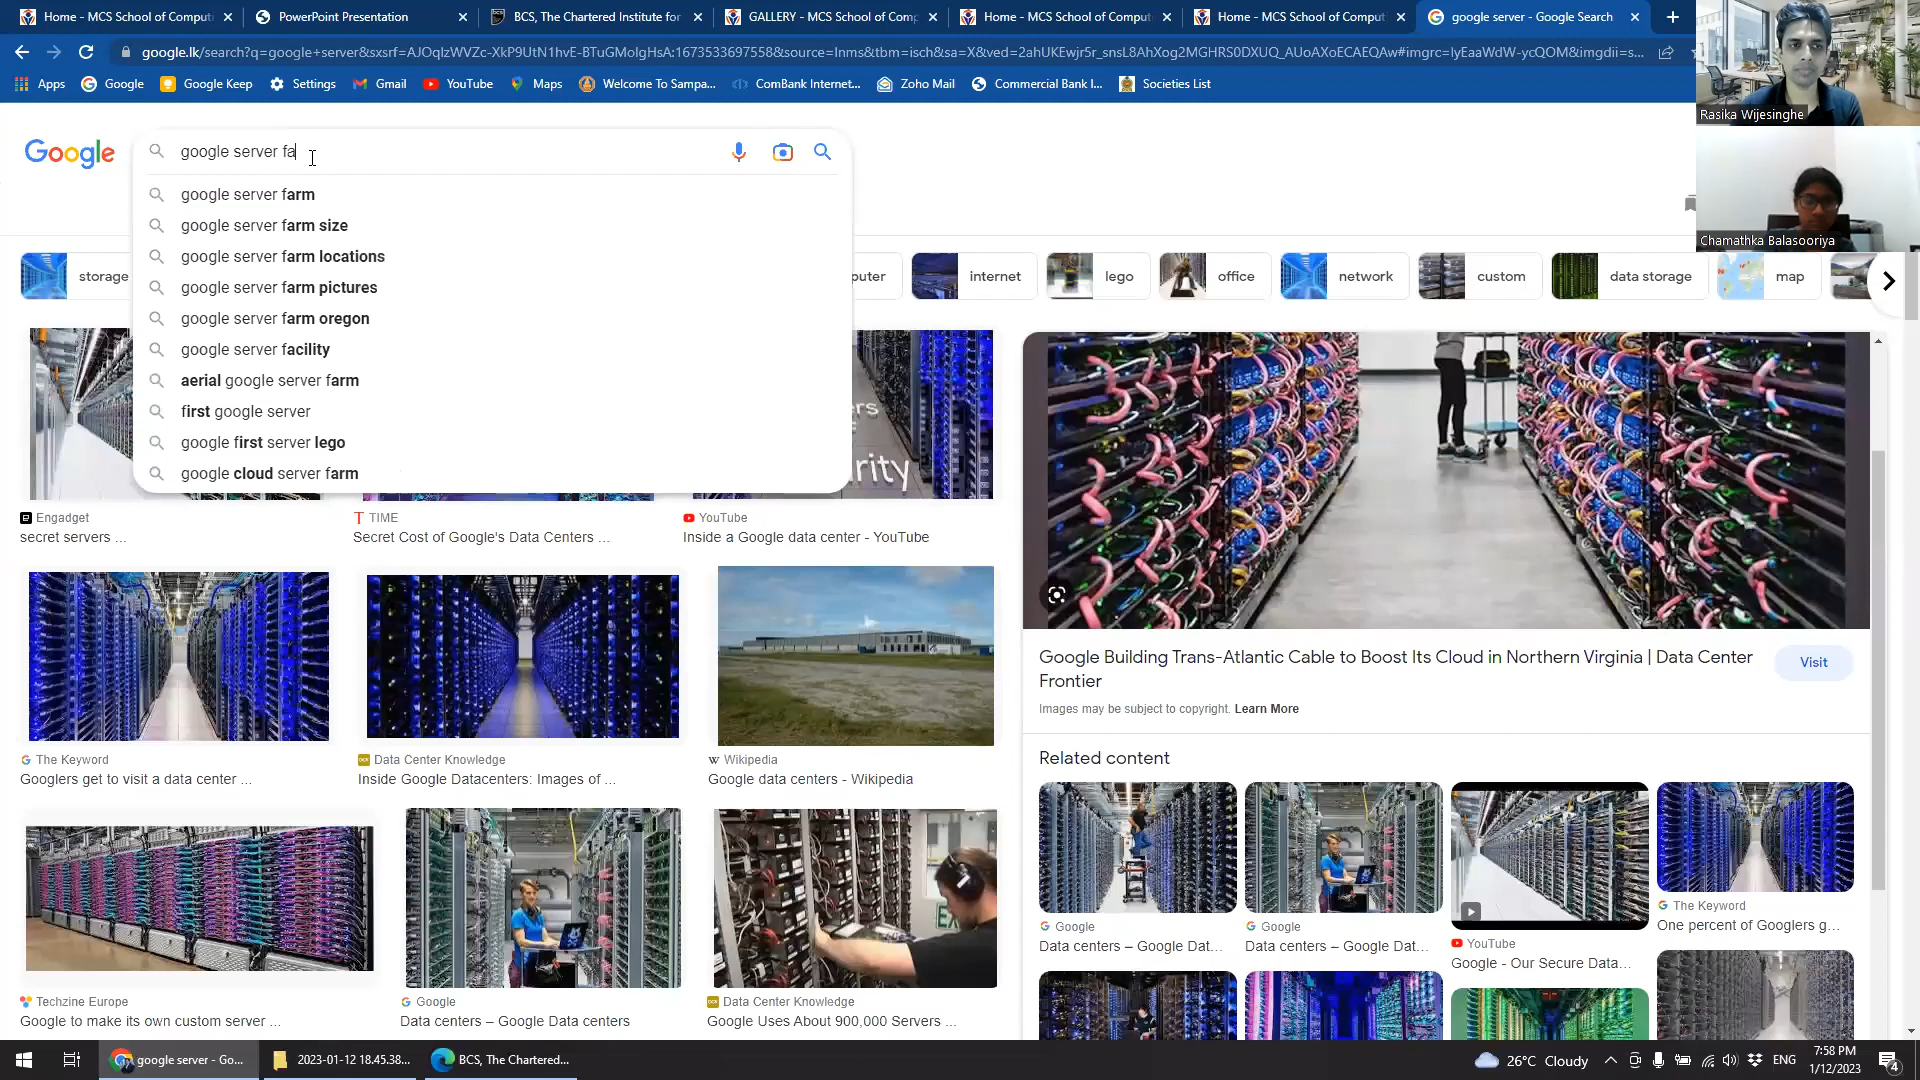 Home - MCS School of Computi
PowerPoint Presentation
BCS, The Chartered Institute for
GALLERY - MCS School of Comp
Home - MCS School of Comput
Home - MCS School of Comput
google server - Google Search
google.lk/search?q=google+server&sxsrf=AJOqlzWVZc-XkP9UtN1hvE-BTuGMolgHsA:1673533697558&source=lnms&tbm=isch&sa=X&ved=2ahUKEwjr5r_snsL8AhXog2MGHRS0DXUQ_AUoAXoECAEQAw#imgrc=IyEaaWdW-ycQOM&imgdii=s...
Apps
Google
Google Keep
Settings
Gmail
YouTube
Maps
Welcome To Sampa...
ComBank Internet...
Zoho Mail
Commercial Bank I...
Societies List
Rasika Wijesinghe
Chamathka Balasooriya
Google
google server fa
google server farm
google server farm size
google server farm locations
google server farm pictures
google server farm oregon
google server facility
aerial google server farm
first google server
google first server lego
google cloud server farm
storage
puter
internet
lego
office
network
custom
data storage
map
Engadget
secret servers ...
TIME
Secret Cost of Google's Data Centers ...
YouTube
Inside a Google data center - YouTube
The Keyword
Googlers get to visit a data center ...
Data Center Knowledge
Inside Google Datacenters: Images of ...
Wikipedia
Google data centers - Wikipedia
Techzine Europe
Google to make its own custom server ...
Google
Data centers – Google Data centers
Data Center Knowledge
Google Uses About 900,000 Servers ...
Google Building Trans-Atlantic Cable to Boost Its Cloud in Northern Virginia | Data Center
Frontier
Visit
Images may be subject to copyright. Learn More
Related content
Google
Data centers – Google Dat...
Google
Data centers – Google Dat...
YouTube
Google - Our Secure Data...
The Keyword
One percent of Googlers g...
google server - Go...
2023-01-12 18.45.38...
BCS, The Chartered...
26°C Cloudy
ENG
7:58 PM
1/12/2023
4